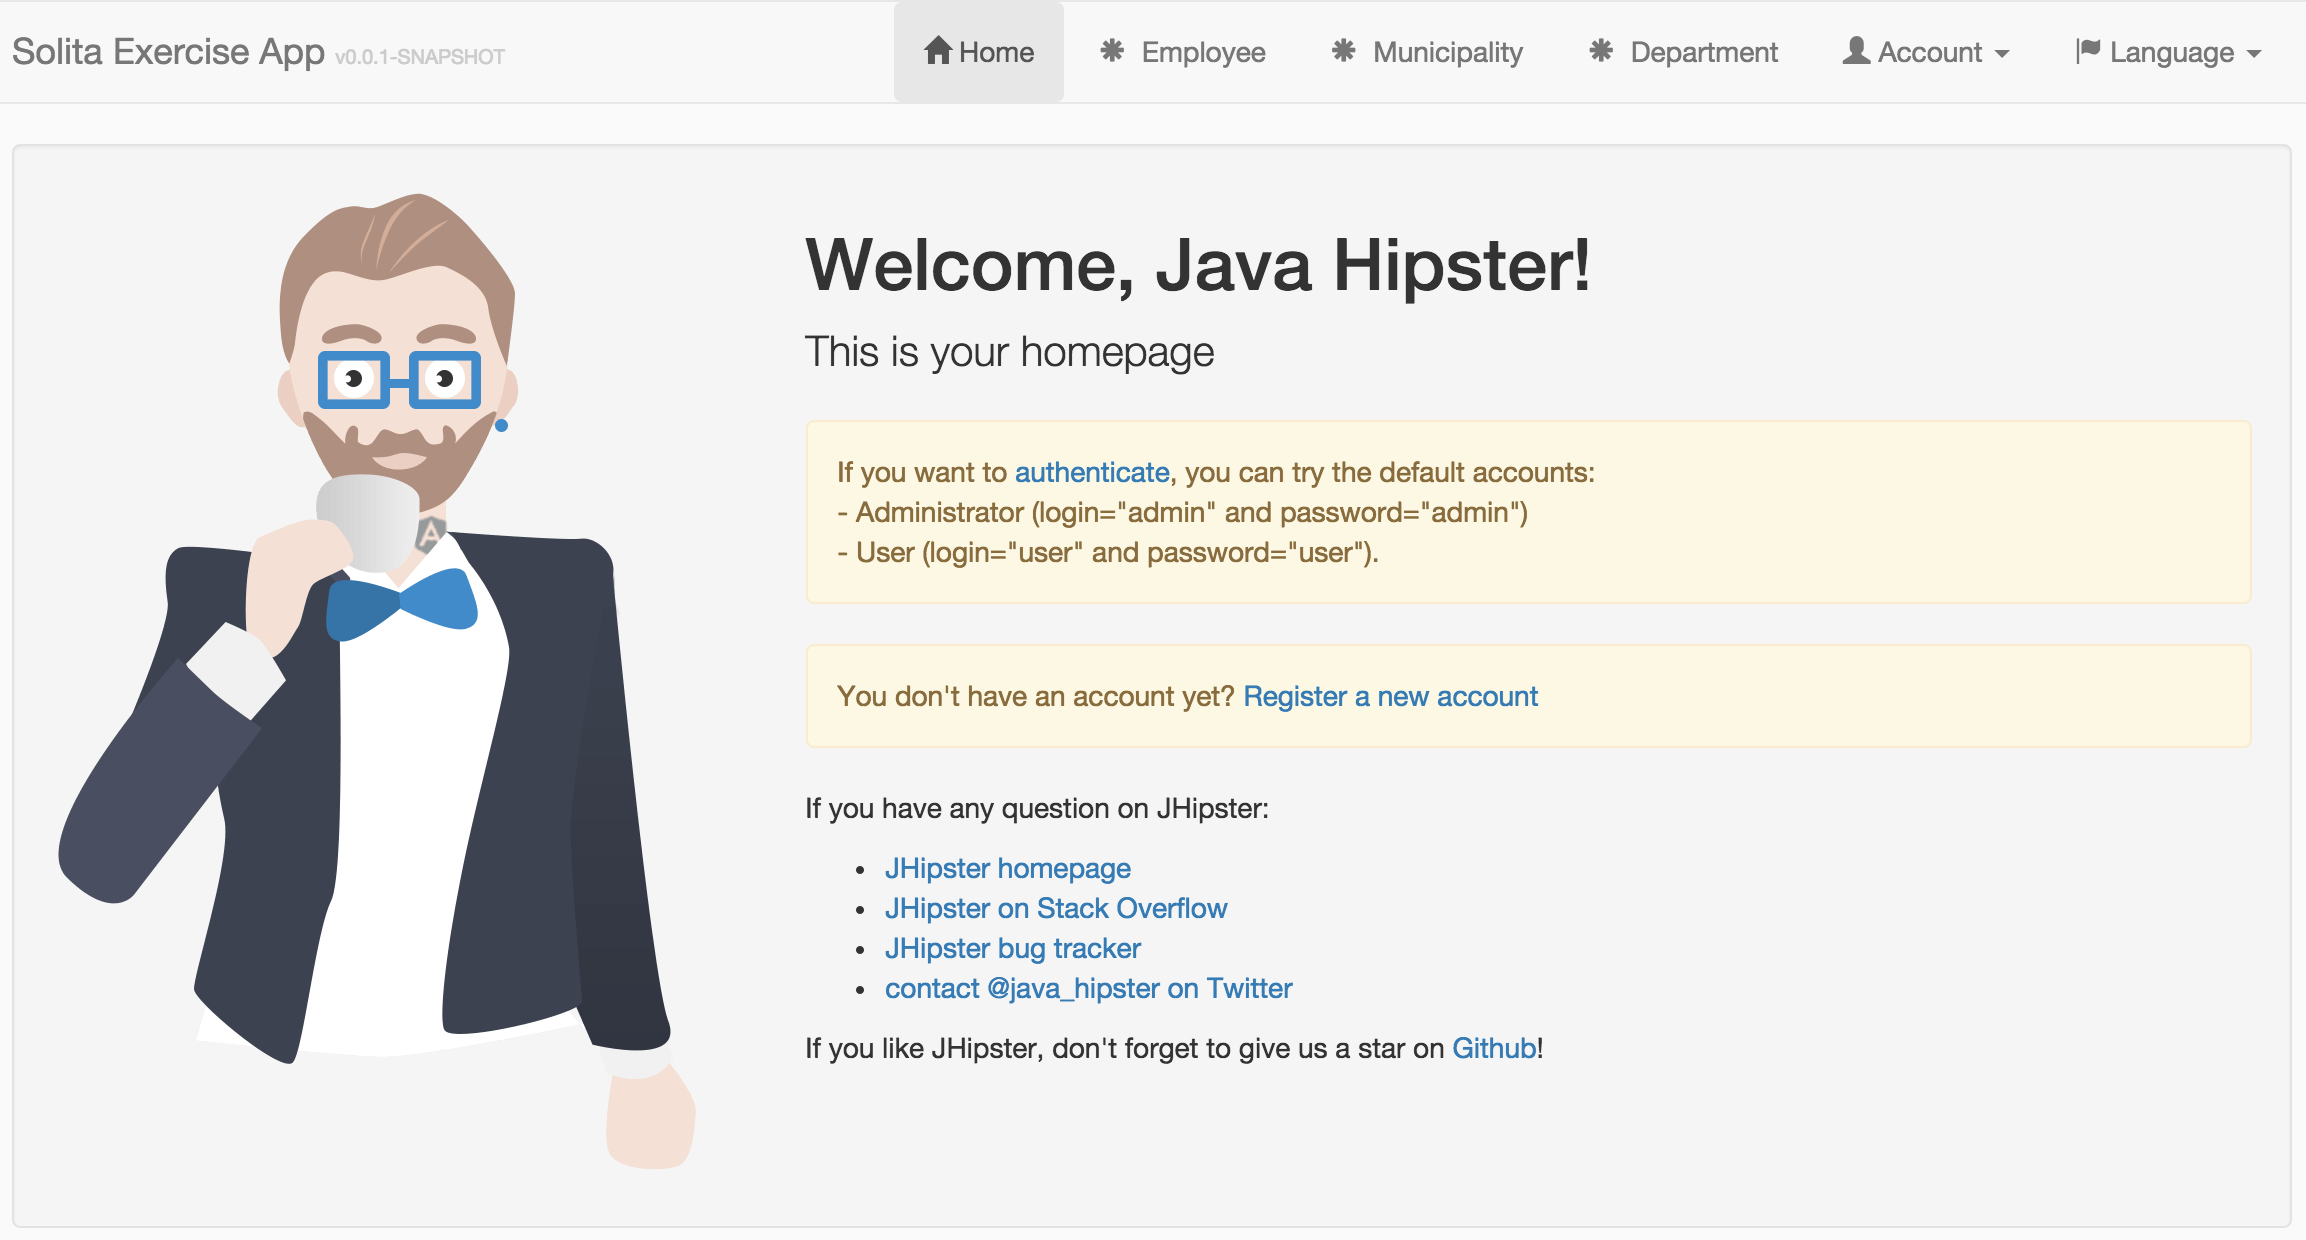 Solita Exercise App v0.0.1-SNAPSHOT
Home Employee Municipality Department Account Language
Welcome, Java Hipster!
This is your homepage
If you want to authenticate, you can try the default accounts:
- Administrator (login="admin" and password="admin")
- User (login="user" and password="user").
You don't have an account yet? Register a new account
If you have any question on JHipster:
• JHipster homepage
• JHipster on Stack Overflow
• JHipster bug tracker
• contact @java_hipster on Twitter
If you like JHipster, don't forget to give us a star on Github!
A